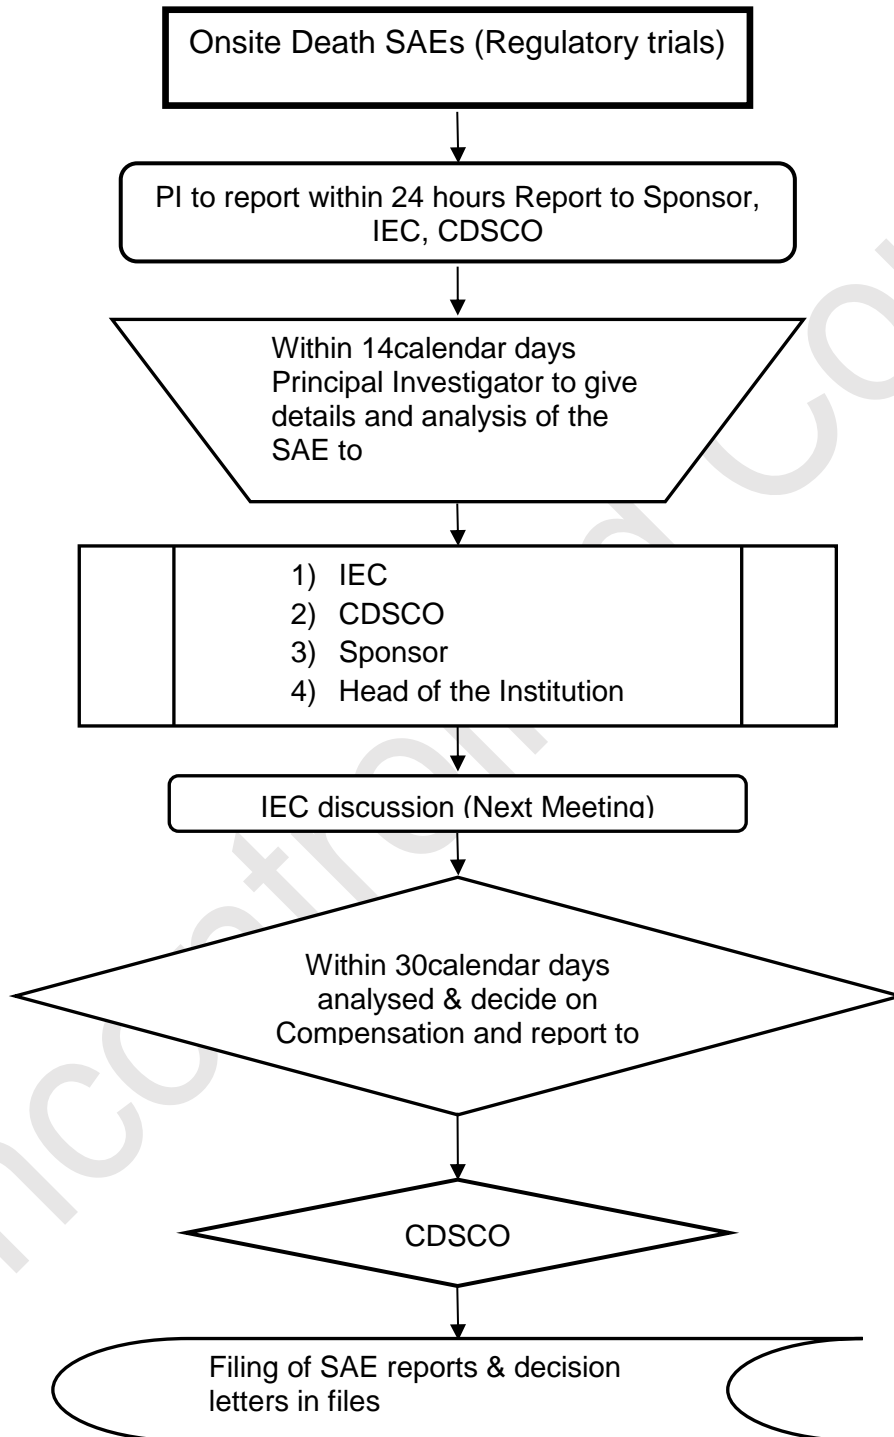 Onsite Death SAEs (Regulatory trials)
PI to report within 24 hours Report to Sponsor,
IEC, CDSCO
Within 14calendar days
Principal Investigator to give
details and analysis of the
SAE to
1) IEC
2) CDSCO
3) Sponsor
4) Head of the Institution
IEC discussion (Next Meeting)
Within 30calendar days
analysed & decide on
Compensation and report to
CDSCO
Filing of SAE reports & decision
letters in files